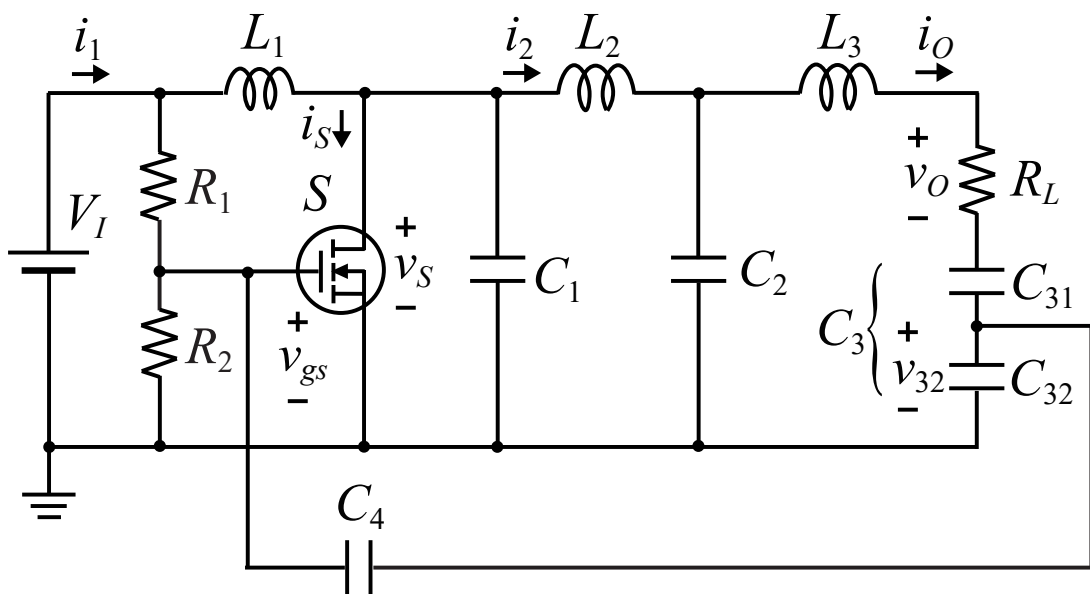 i1
L1
i2
L2
L3
iO
iS
+
vO
−
RL
R1
S
VI
+
vS
−
C1
C2
C31
R2
+
vgs
−
C3
+
v32
−
C32
C4